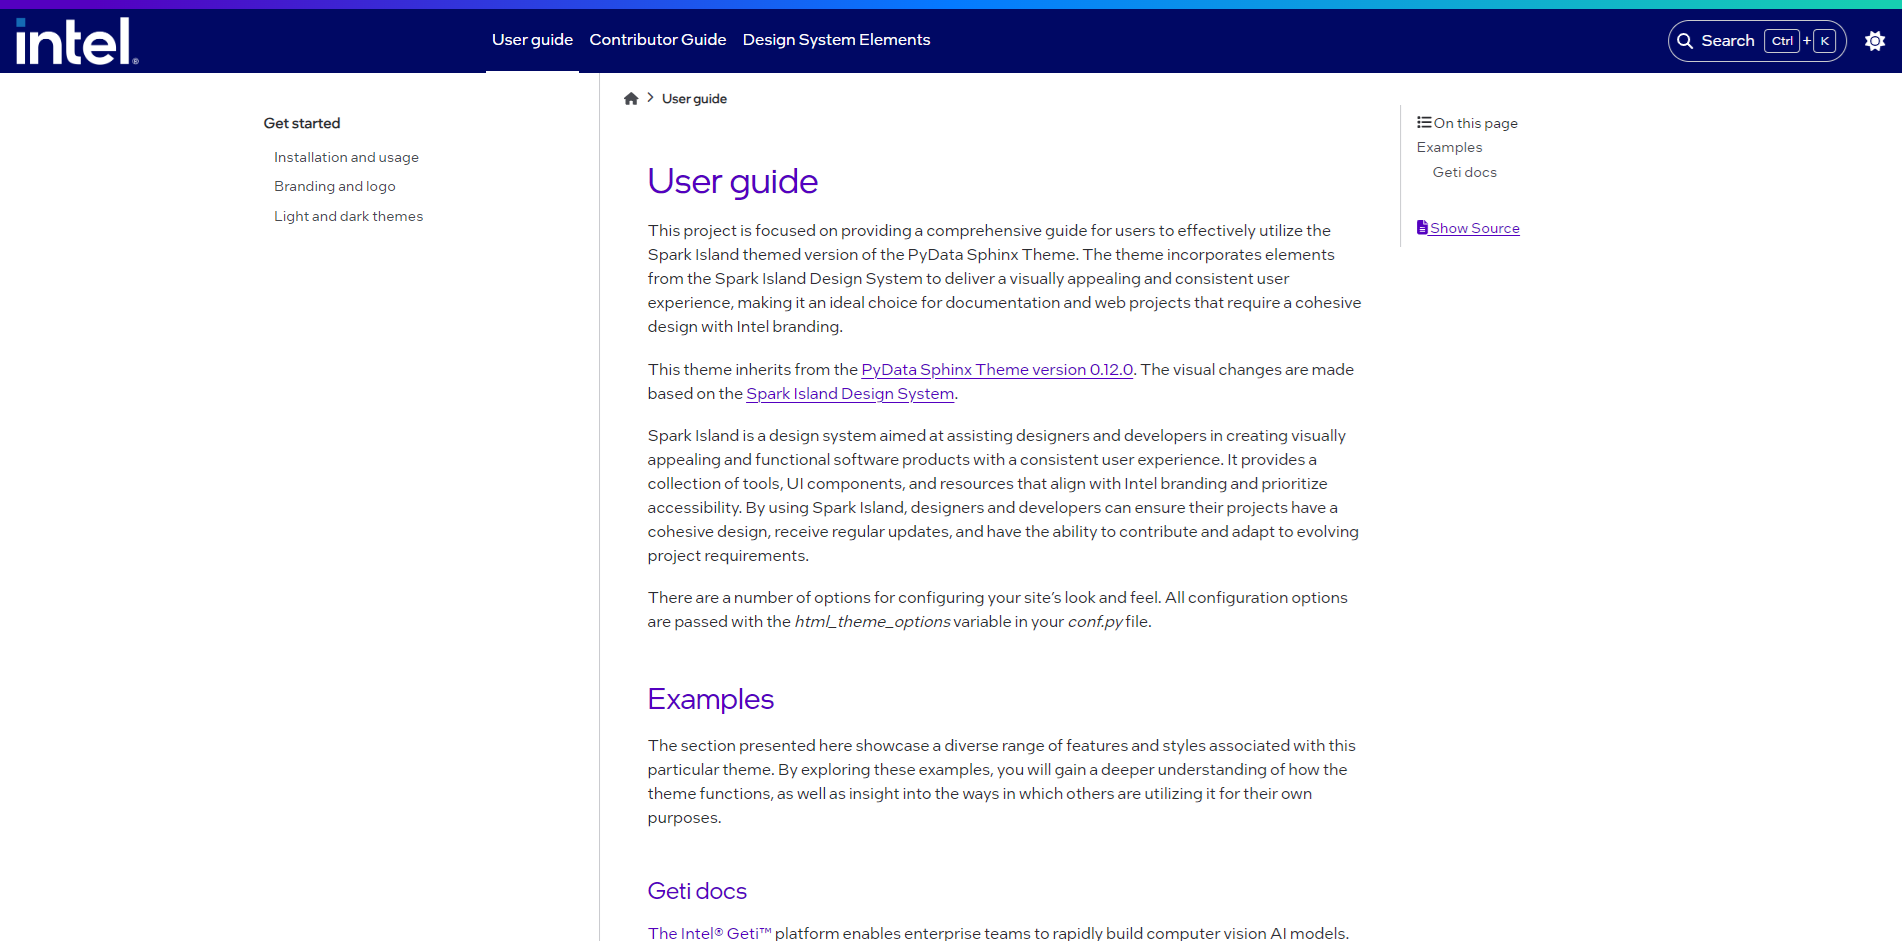 intel®
User guide
Contributor Guide
Design System Elements
Search Ctrl + K
Get started
Installation and usage
Branding and logo
Light and dark themes
User guide
User guide
This project is focused on providing a comprehensive guide for users to effectively utilize the
Spark Island themed version of the PyData Sphinx Theme. The theme incorporates elements
from the Spark Island Design System to deliver a visually appealing and consistent user
experience, making it an ideal choice for documentation and web projects that require a cohesive
design with Intel branding.
This theme inherits from the PyData Sphinx Theme version 0.12.0. The visual changes are made
based on the Spark Island Design System.
Spark Island is a design system aimed at assisting designers and developers in creating visually
appealing and functional software products with a consistent user experience. It provides a
collection of tools, UI components, and resources that align with Intel branding and prioritize
accessibility. By using Spark Island, designers and developers can ensure their projects have a
cohesive design, receive regular updates, and have the ability to contribute and adapt to evolving
project requirements.
There are a number of options for configuring your site’s look and feel. All configuration options
are passed with the html_theme_options variable in your conf.py file.
Examples
The section presented here showcase a diverse range of features and styles associated with this
particular theme. By exploring these examples, you will gain a deeper understanding of how the
theme functions, as well as insight into the ways in which others are utilizing it for their own
purposes.
Geti docs
The Intel® Geti™ platform enables enterprise teams to rapidly build computer vision AI models.
On this page
Examples
Geti docs
Show Source